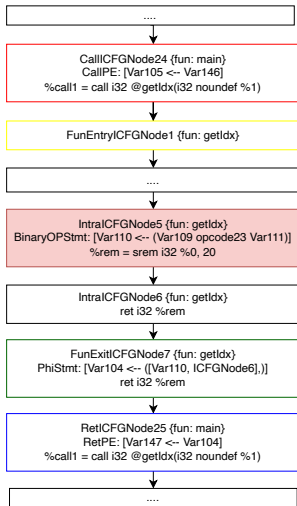 ....
CallICFGNode24 {fun: main}
CallPE: [Var105 <-- Var146]
%call1 = call i32 @getIdx(i32 noundef %1)
FunEntryICFGNode1 {fun: getIdx}
....
IntraICFGNode5 {fun: getIdx}
BinaryOPStmt: [Var110 <-- (Var109 opcode23 Var111)]
%rem = srem i32 %0, 20
IntraICFGNode6 {fun: getIdx}
ret i32 %rem
FunExitICFGNode7 {fun: getIdx}
PhiStmt: [Var104 <-- ([Var110, ICFGNode6],)]
ret i32 %rem
RetICFGNode25 {fun: main}
RetPE: [Var147 <-- Var104]
%call1 = call i32 @getIdx(i32 noundef %1)
....